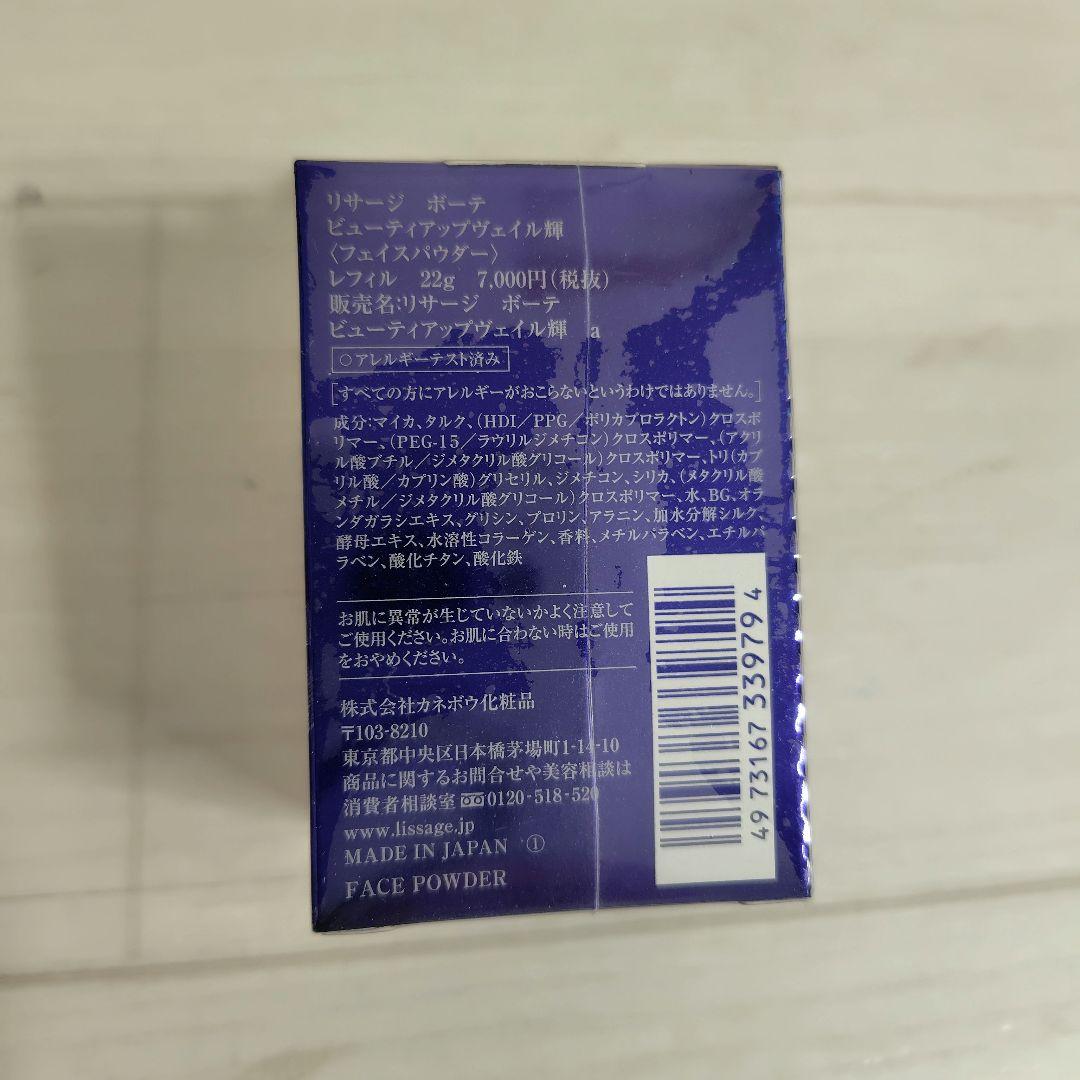 リサージ　ボーテ
ビューティアップヴェイル輝
〈フェイスパウダー〉
レフィル　22g　7,000円(税抜)
販売名:リサージ　ボーテ
ビューティアップヴェイル輝　a
○アレルギーテスト済み
[すべての方にアレルギーがおこらないというわけではありません。]
成分:マイカ、タルク、(HDI／PPG／ポリカプロラクトン)クロスポ
リマー、(PEG-15／ラウリルジメチコン)クロスポリマー、(アクリ
ル酸ブチル／ジメタクリル酸グリコール)クロスポリマー、トリ(カプ
リル酸／カプリン酸)グリセリル、ジメチコン、シリカ、(メタクリル酸
メチル／ジメタクリル酸グリコール)クロスポリマー、水、BG、オラ
ンダガラシエキス、グリシン、プロリン、アラニン、加水分解シルク、
酵母エキス、水溶性コラーゲン、香料、メチルパラベン、エチルパ
ラベン、酸化チタン、酸化鉄
お肌に異常が生じていないかよく注意して
ご使用ください。お肌に合わない時はご使用
をおやめください。
株式会社カネボウ化粧品
〒103-8210
東京都中央区日本橋茅場町1-14-10
商品に関するお問合せや美容相談は
消費者相談室 0120-518-520
www.lissage.jp
MADE IN JAPAN　①
FACE POWDER
49 73167 339794